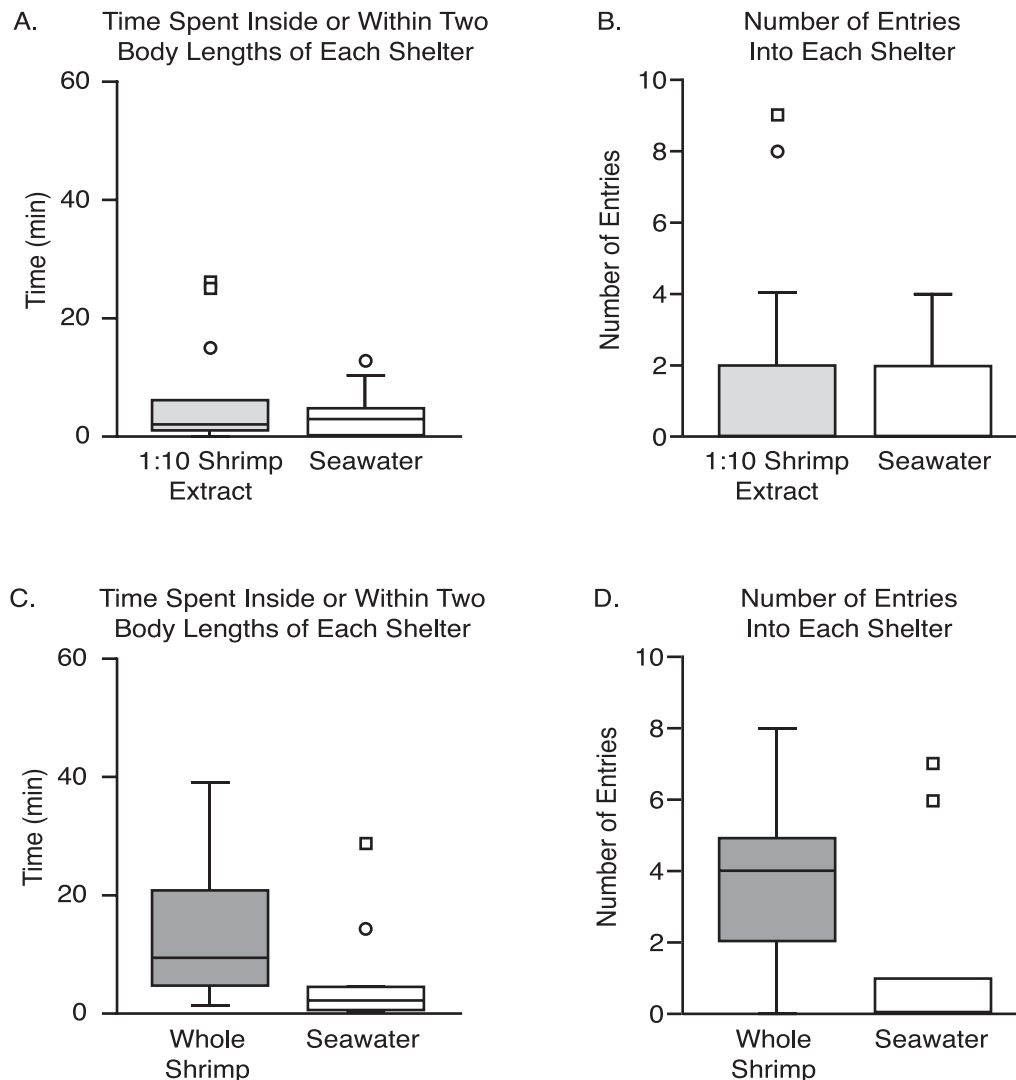 A. Time Spent Inside or Within Two
Body Lengths of Each Shelter
60
40
20
0
Time (min)
1:10 Shrimp
Extract
Seawater
B. Number of Entries
Into Each Shelter
10
8
6
4
2
0
Number of Entries
1:10 Shrimp
Extract
Seawater
C. Time Spent Inside or Within Two
Body Lengths of Each Shelter
60
40
20
0
Time (min)
Whole
Shrimp
Seawater
D. Number of Entries
Into Each Shelter
10
8
6
4
2
0
Number of Entries
Whole
Shrimp
Seawater